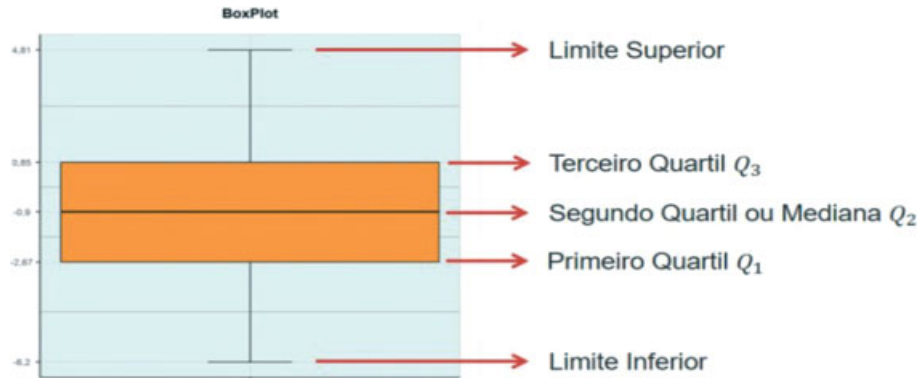 BoxPlot
4,81
Limite Superior
0,85
Terceiro Quartil Q₃
-0,9
Segundo Quartil ou Mediana Q₂
-2,67
Primeiro Quartil Q₁
-6,2
Limite Inferior